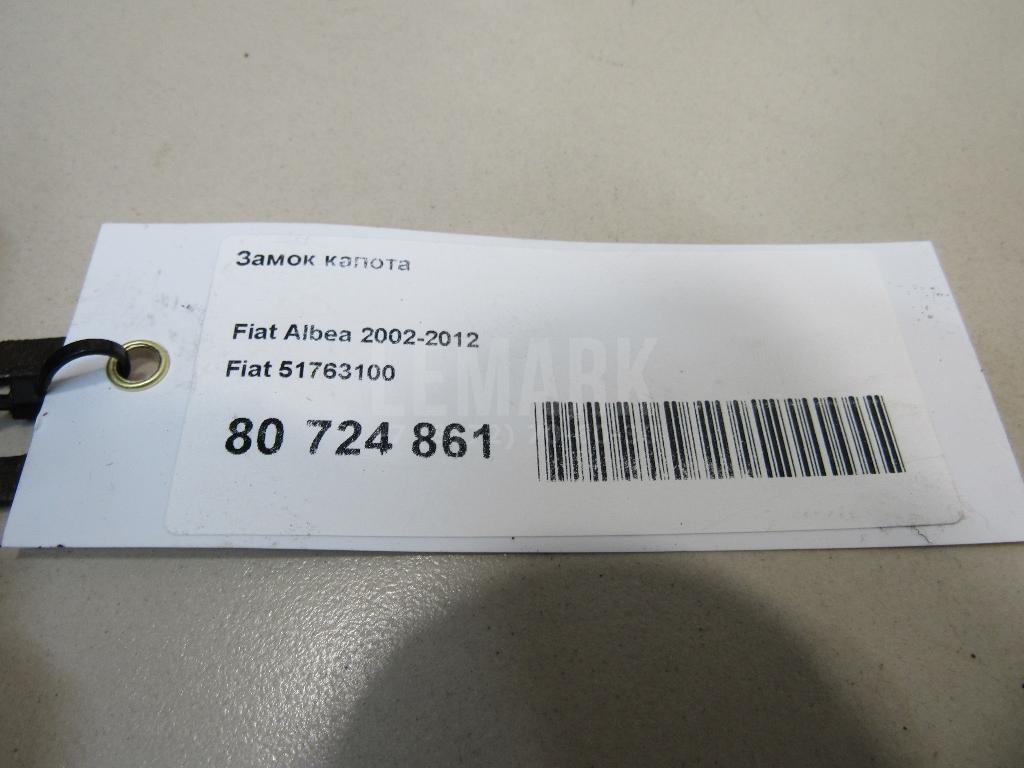 Замок капота
Fiat Albea 2002-2012
Fiat 51763100
LEMARK
80 724 861